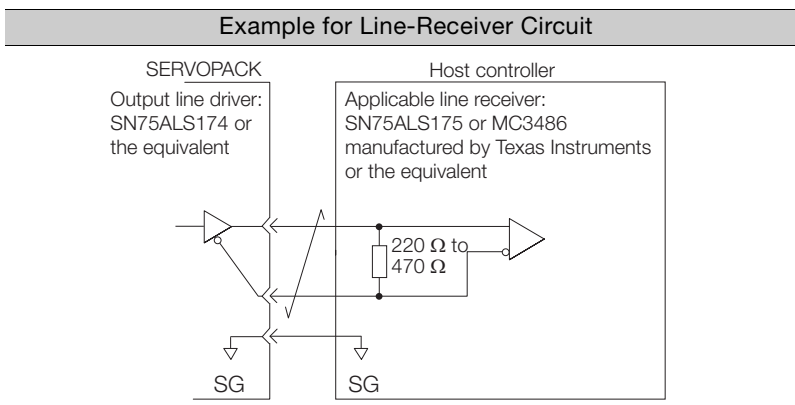 Example for Line-Receiver Circuit
SERVOPACK
Host controller
Output line driver:
SN75ALS174 or
the equivalent
Applicable line receiver:
SN75ALS175 or MC3486
manufactured by Texas Instruments
or the equivalent
220 Ω to
470 Ω
SG
SG